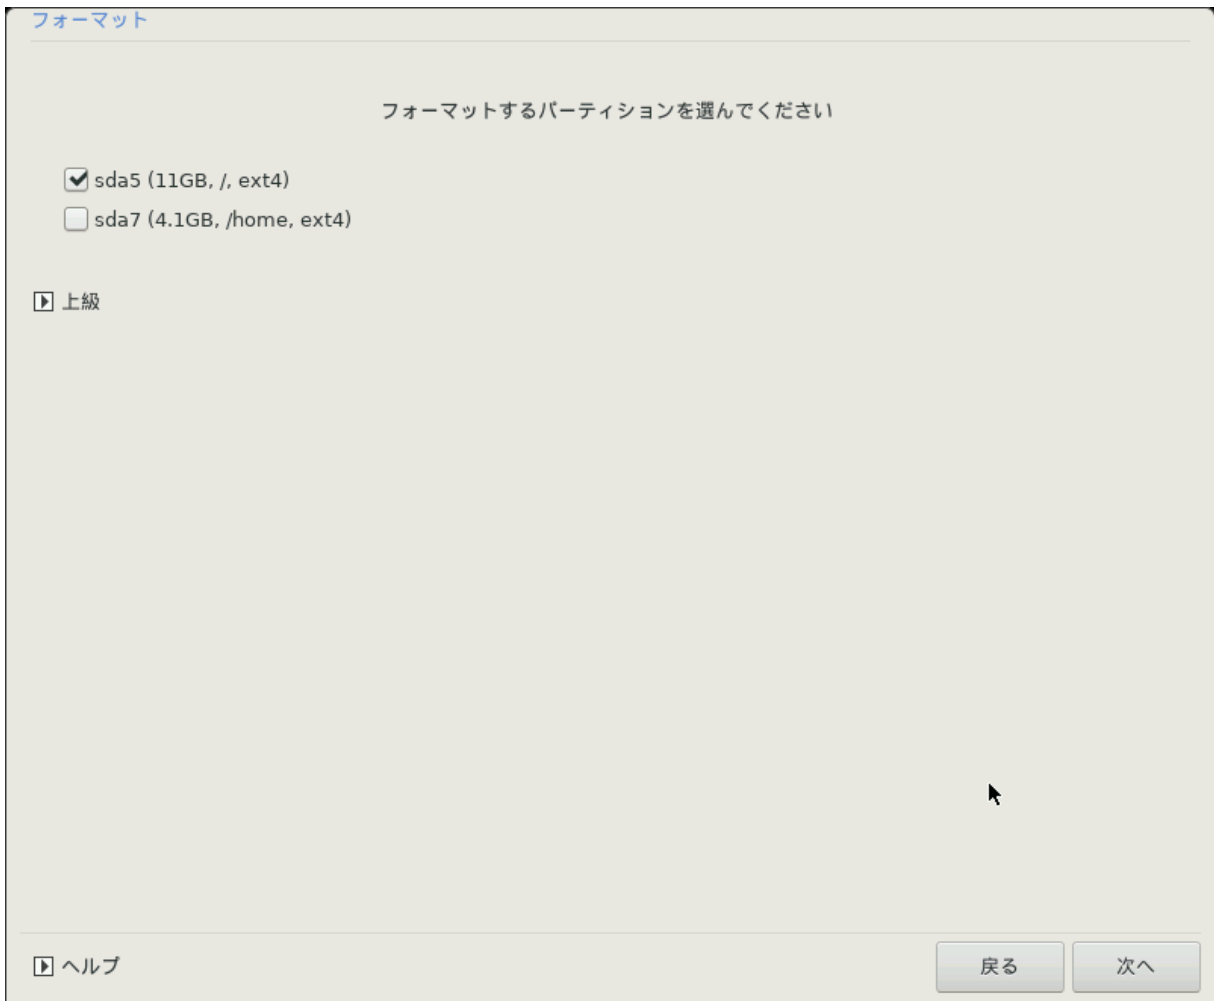 フォーマット
フォーマットするパーティションを選んでください
sda5 (11GB, /, ext4)
sda7 (4.1GB, /home, ext4)
上級
ヘルプ
戻る
次へ